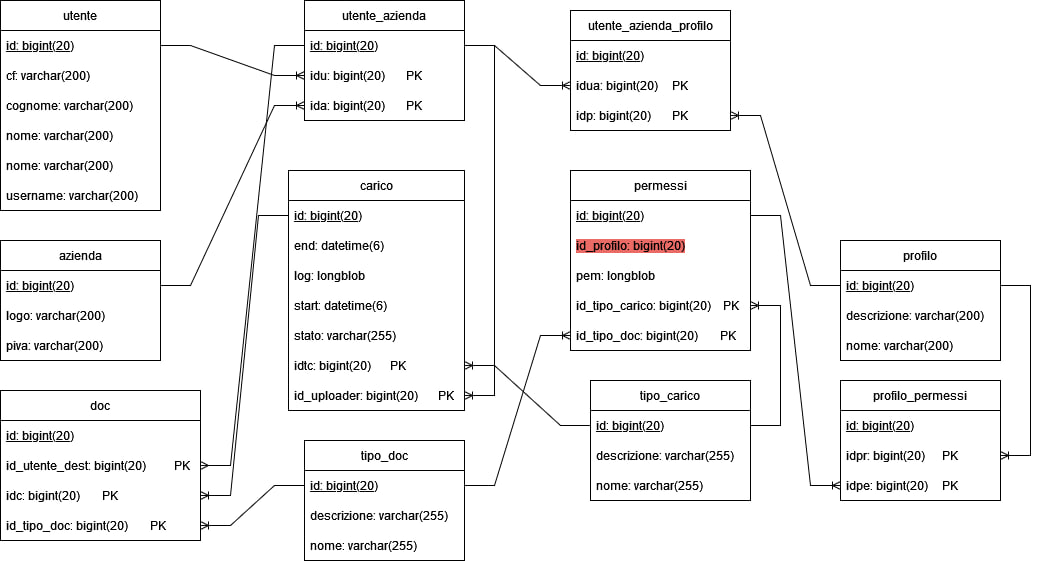 utente
id: bigint(20)
cf: varchar(200)
cognome: varchar(200)
nome: varchar(200)
nome: varchar(200)
username: varchar(200)
utente_azienda
id: bigint(20)
idu: bigint(20) PK
ida: bigint(20) PK
utente_azienda_profilo
id: bigint(20)
idua: bigint(20) PK
idp: bigint(20) PK
azienda
id: bigint(20)
logo: varchar(200)
piva: varchar(200)
carico
id: bigint(20)
end: datetime(6)
log: longblob
start: datetime(6)
stato: varchar(255)
idtc: bigint(20) PK
id_uploader: bigint(20) PK
permessi
id: bigint(20)
id_profilo: bigint(20)
pem: longblob
id_tipo_carico: bigint(20) PK
id_tipo_doc: bigint(20) PK
profilo
id: bigint(20)
descrizione: varchar(200)
nome: varchar(200)
doc
id: bigint(20)
id_utente_dest: bigint(20) PK
idc: bigint(20) PK
id_tipo_doc: bigint(20) PK
tipo_doc
id: bigint(20)
descrizione: varchar(255)
nome: varchar(255)
tipo_carico
id: bigint(20)
descrizione: varchar(255)
nome: varchar(255)
profilo_permessi
id: bigint(20)
idpr: bigint(20) PK
idpe: bigint(20) PK